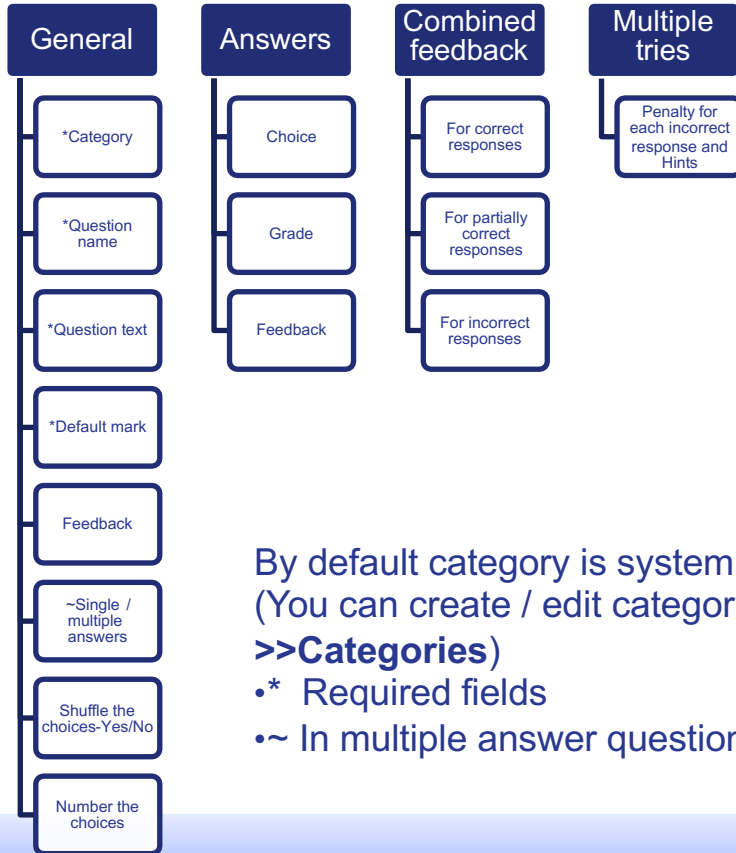 General
*Category
*Question
name
*Question text
*Default mark
Feedback
~Single /
multiple
answers
Shuffle the
choices-Yes/No
Number the
choices
Answers
Choice
Grade
Feedback
Combined
feedback
For correct
responses
For partially
correct
responses
For incorrect
responses
Multiple
tries
Penalty for
each incorrect
response and
Hints
By default category is system
(You can create / edit categor
>>Categories)
•* Required fields
•~ In multiple answer question